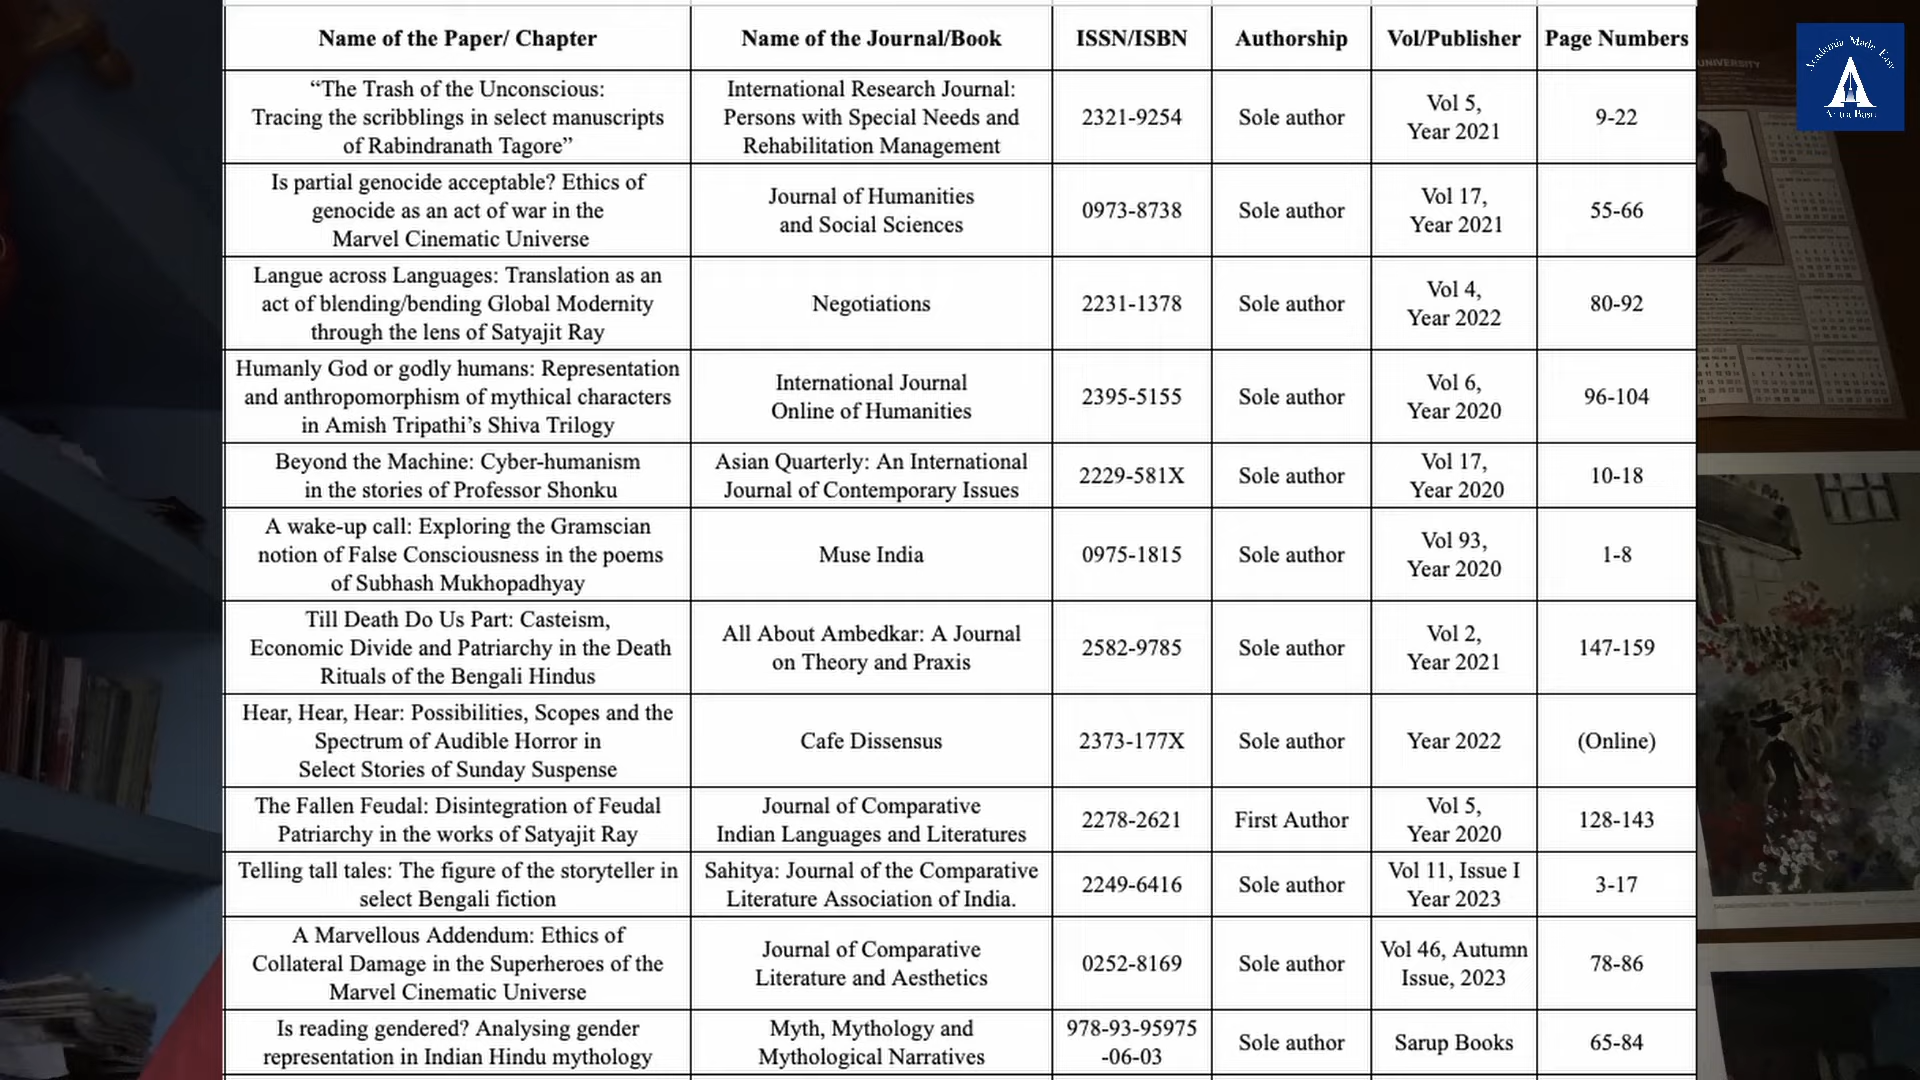 Name of the Paper/ Chapter
Name of the Journal/Book
ISSN/ISBN
Authorship
Vol/Publisher
Page Numbers
“The Trash of the Unconscious:
Tracing the scribblings in select manuscripts
of Rabindranath Tagore”
International Research Journal:
Persons with Special Needs and
Rehabilitation Management
2321-9254
Sole author
Vol 5,
Year 2021
9-22
Is partial genocide acceptable? Ethics of
genocide as an act of war in the
Marvel Cinematic Universe
Journal of Humanities
and Social Sciences
0973-8738
Sole author
Vol 17,
Year 2021
55-66
Langue across Languages: Translation as an
act of blending/bending Global Modernity
through the lens of Satyajit Ray
Negotiations
2231-1378
Sole author
Vol 4,
Year 2022
80-92
Humanly God or godly humans: Representation
and anthropomorphism of mythical characters
in Amish Tripathi’s Shiva Trilogy
International Journal
Online of Humanities
2395-5155
Sole author
Vol 6,
Year 2020
96-104
Beyond the Machine: Cyber-humanism
in the stories of Professor Shonku
Asian Quarterly: An International
Journal of Contemporary Issues
2229-581X
Sole author
Vol 17,
Year 2020
10-18
A wake-up call: Exploring the Gramscian
notion of False Consciousness in the poems
of Subhash Mukhopadhyay
Muse India
0975-1815
Sole author
Vol 93,
Year 2020
1-8
Till Death Do Us Part: Casteism,
Economic Divide and Patriarchy in the Death
Rituals of the Bengali Hindus
All About Ambedkar: A Journal
on Theory and Praxis
2582-9785
Sole author
Vol 2,
Year 2021
147-159
Hear, Hear, Hear: Possibilities, Scopes and the
Spectrum of Audible Horror in
Select Stories of Sunday Suspense
Cafe Dissensus
2373-177X
Sole author
Year 2022
(Online)
The Fallen Feudal: Disintegration of Feudal
Patriarchy in the works of Satyajit Ray
Journal of Comparative
Indian Languages and Literatures
2278-2621
First Author
Vol 5,
Year 2020
128-143
Telling tall tales: The figure of the storyteller in
select Bengali fiction
Sahitya: Journal of the Comparative
Literature Association of India.
2249-6416
Sole author
Vol 11, Issue I
Year 2023
3-17
A Marvellous Addendum: Ethics of
Collateral Damage in the Superheroes of the
Marvel Cinematic Universe
Journal of Comparative
Literature and Aesthetics
0252-8169
Sole author
Vol 46, Autumn
Issue, 2023
78-86
Is reading gendered? Analysing gender
representation in Indian Hindu mythology
Myth, Mythology and
Mythological Narratives
978-93-95975
-06-03
Sole author
Sarup Books
65-84
Academia Made Easy
UNIVERSITY